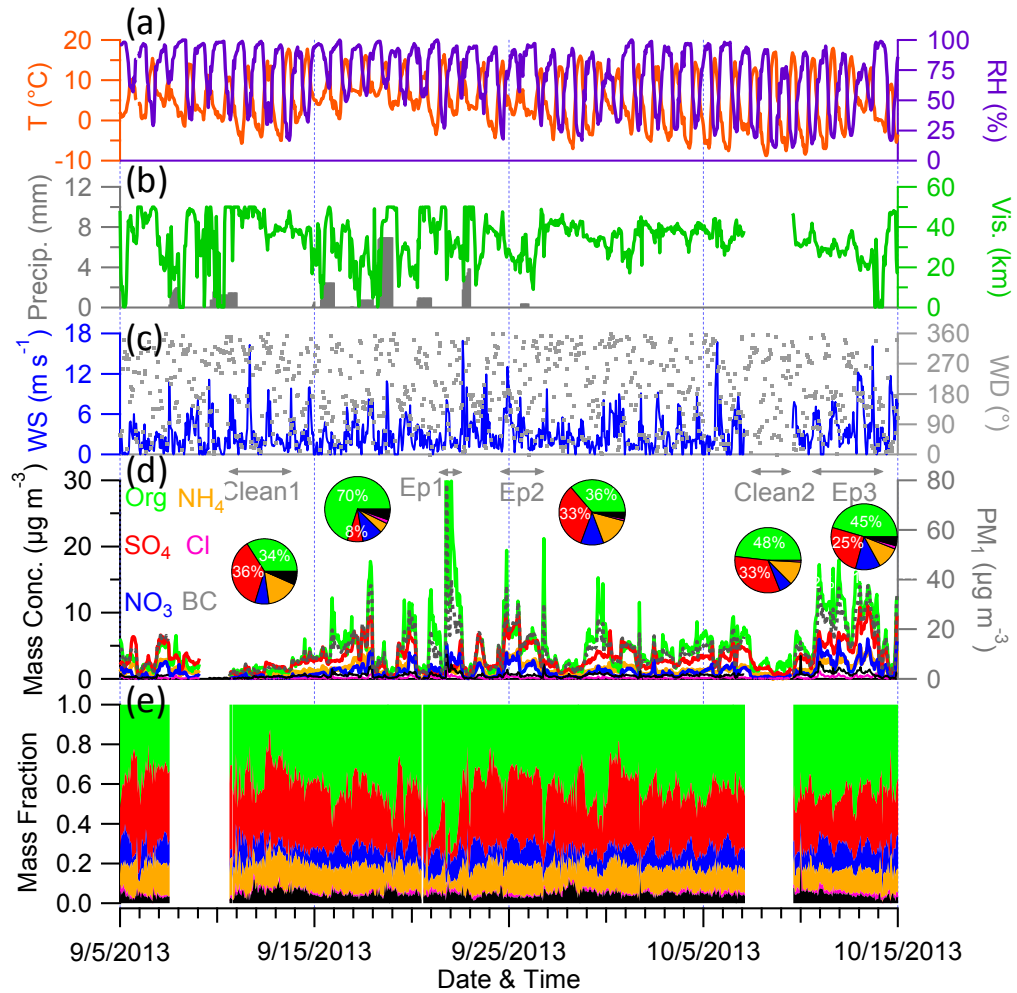 (a)
20
10
0
-10
T (°C)
100
75
50
25
0
RH (%)
(b)
12
8
4
0
Precip. (mm)
60
40
20
0
Vis. (km)
(c)
18
12
6
0
WS (m s-1)
360
270
180
90
0
WD (°)
(d)
30
20
10
0
Mass Conc. (µg m-3)
80
60
40
20
0
PM1 (µg m-3)
Org NH4
SO4 Cl
NO3 BC
Clean1 Ep1 Ep2 Clean2 Ep3
34%
36%
70%
8%
36%
33%
48%
33%
45%
25%
(e)
1.0
0.8
0.6
0.4
0.2
0.0
Mass Fraction
9/5/2013 9/15/2013 9/25/2013 10/5/2013 10/15/2013
Date & Time